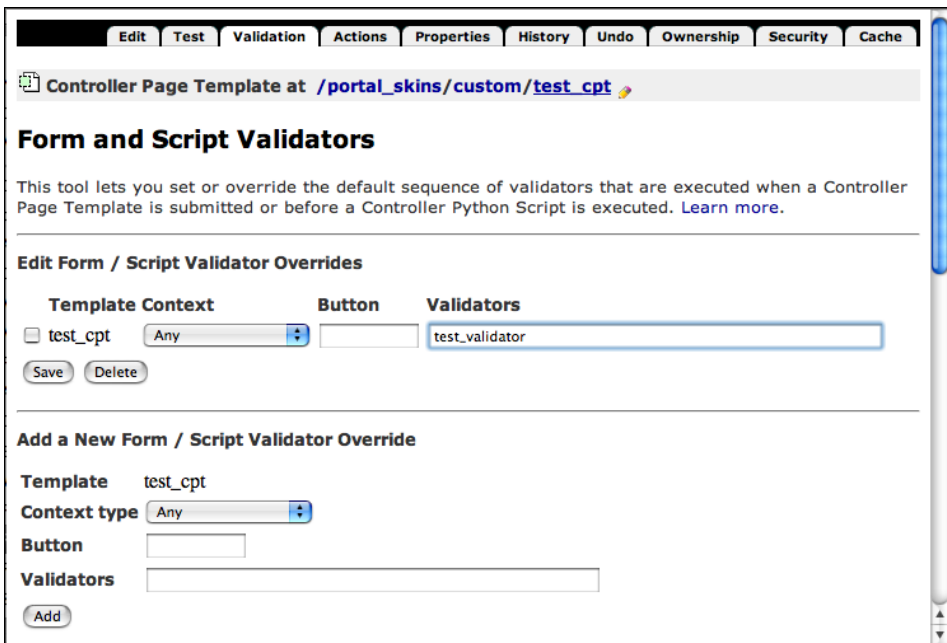 Edit Test Validation Actions Properties History Undo Ownership Security Cache
Controller Page Template at /portal_skins/custom/test_cpt
Form and Script Validators
This tool lets you set or override the default sequence of validators that are executed when a Controller
Page Template is submitted or before a Controller Python Script is executed. Learn more.
Edit Form / Script Validator Overrides
Template Context Button Validators
test_cpt Any test_validator
Save Delete
Add a New Form / Script Validator Override
Template test_cpt
Context type Any
Button
Validators
Add